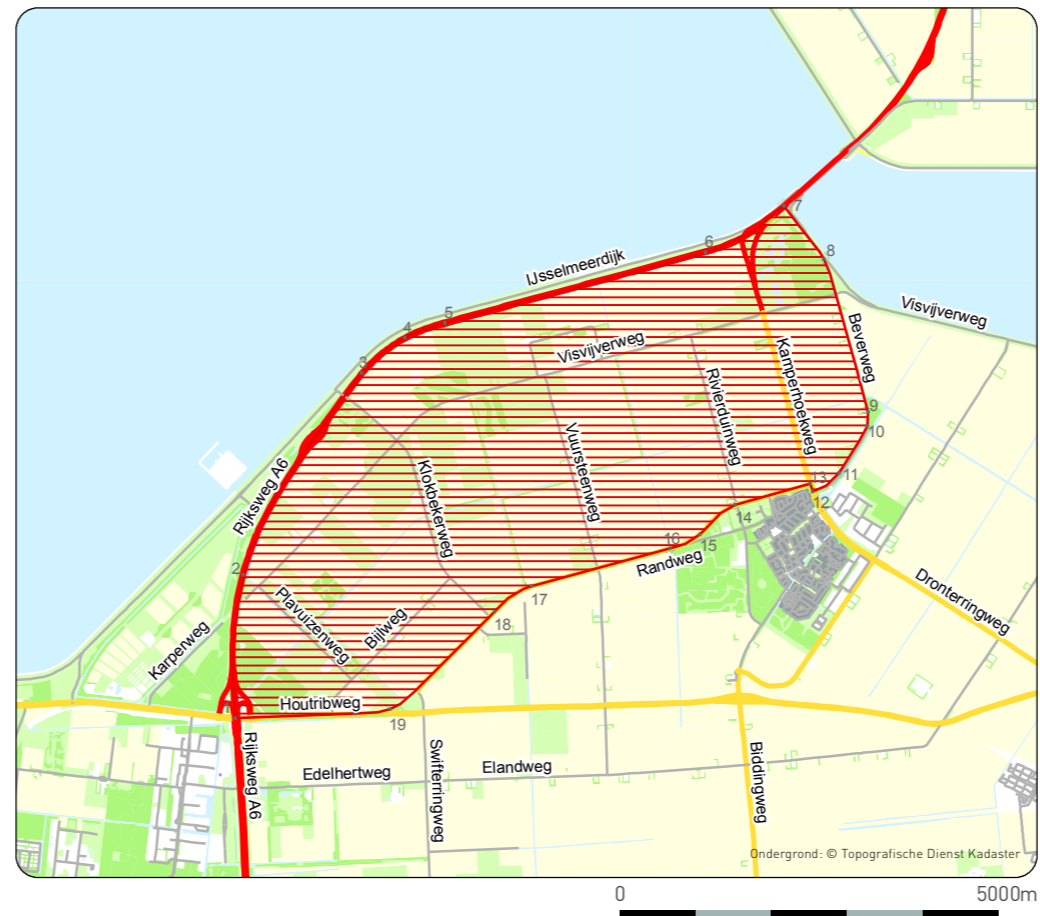 7
6
8
IJsselmeerdijk
Visvijverweg
5
4
Beverweg
Visvijverweg
Kamperhoekweg
3
Rivierduinweg
9
10
Vuursteenweg
Klokbekerweg
Rijksweg A6
11
13
12
14
16
15
Randweg
2
17
Dronterringweg
Plavuizenweg
Bijlweg
18
Karperweg
Houtribweg
1
19
Rijksweg A6
Swifterringweg
Biddingweg
Edelhertweg
Elandweg
Ondergrond: © Topografische Dienst Kadaster
0
5000m